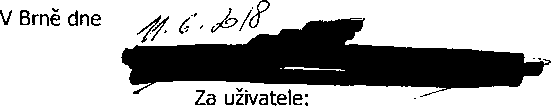 V Brně dne 11.6.2018
Za uživatele: